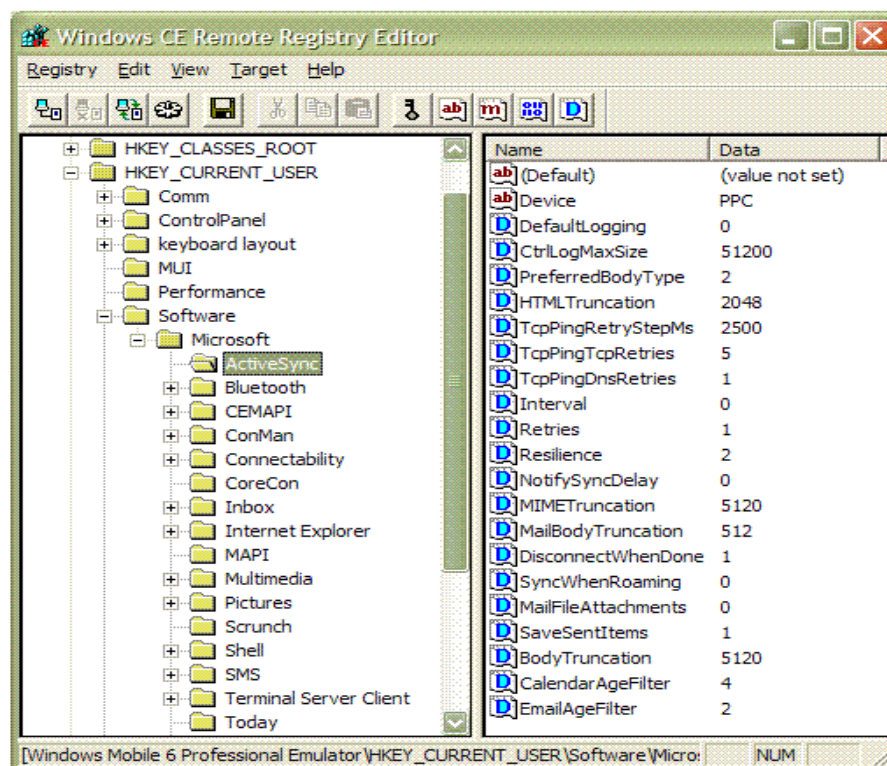 Windows CE Remote Registry Editor
Registry Edit View Target Help
HKEY_CLASSES_ROOT
HKEY_CURRENT_USER
Comm
ControlPanel
keyboard layout
MUI
Performance
Software
Microsoft
ActiveSync
Bluetooth
CEMAPI
ConMan
Connectability
CoreCon
Inbox
Internet Explorer
MAPI
Multimedia
Pictures
Scrunch
Shell
SMS
Terminal Server Client
Today
Name Data
(Default) (value not set)
Device PPC
DefaultLogging 0
CtrlLogMaxSize 51200
PreferredBodyType 2
HTMLTruncation 2048
TcpPingRetryStepMs 2500
TcpPingTcpRetries 5
TcpPingDnsRetries 1
Interval 0
Retries 1
Resilience 2
NotifySyncDelay 0
MIMETruncation 5120
MailBodyTruncation 512
DisconnectWhenDone 1
SyncWhenRoaming 0
MailFileAttachments 0
SaveSentItems 1
BodyTruncation 5120
CalendarAgeFilter 4
EmailAgeFilter 2
[Windows Mobile 6 Professional Emulator\HKEY_CURRENT_USER\Software\Micro: NUM